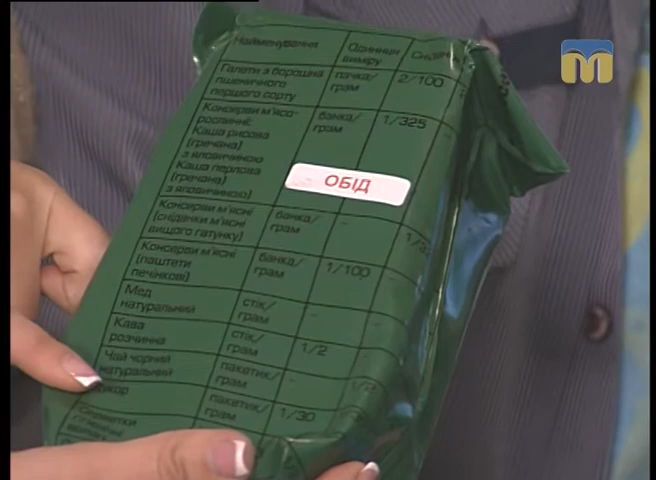 Найменування Одиниця виміру Сніда
Галети з борошна пшеничного першого сорту пачка/грам 2/100
Консерви м'ясо-рослинні:
Каша рисова (гречана) з яловичиною
Каша перлова (гречана) з яловичиною) банка/грам 1/325
ОБІД
Консерви м'ясні (сніданки м'ясні вищого гатунку) банка/грам -
Консерви м'ясні (паштети печінкові) банка/грам 1/100
Мед натуральний стік/грам -
Кава розчинна стік/грам 1/2
Чай чорний натуральний пакетик/грам -
пакетик/грам 1/30
Серветки
М